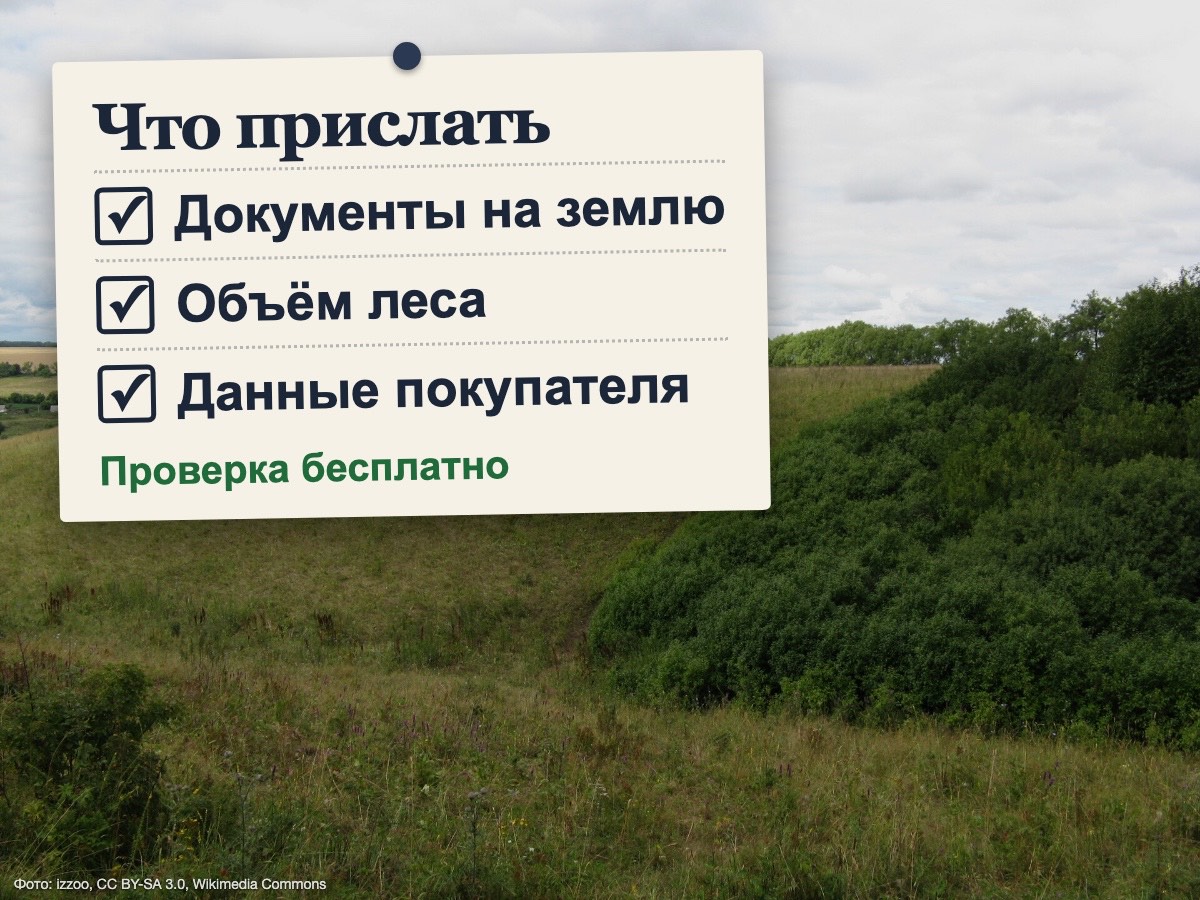 Что прислать
Документы на землю
Объём леса
Данные покупателя
Проверка бесплатно
Фото: izzoo, CC BY-SA 3.0, Wikimedia Commons